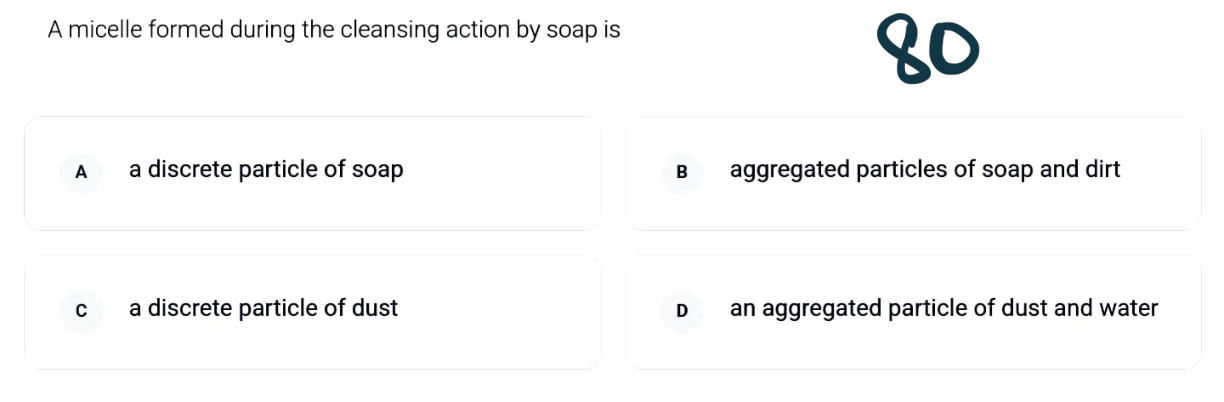 A micelle formed during the cleansing action by soap is
80
A a discrete particle of soap
B aggregated particles of soap and dirt
C a discrete particle of dust
D an aggregated particle of dust and water